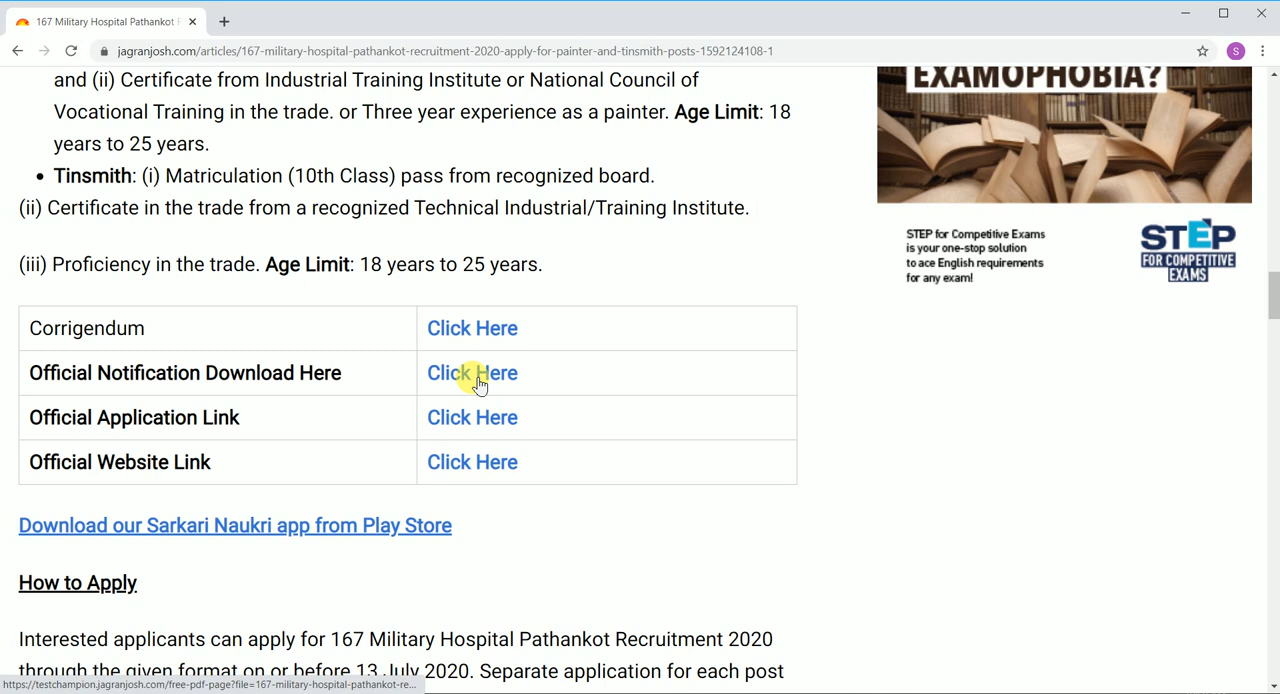 167 Military Hospital Pathankot R
jagranjosh.com/articles/167-military-hospital-pathankot-recruitment-2020-apply-for-painter-and-tinsmith-posts-1592124108-1
S
and (ii) Certificate from Industrial Training Institute or National Council of
Vocational Training in the trade. or Three year experience as a painter. Age Limit: 18
years to 25 years.
• Tinsmith: (i) Matriculation (10th Class) pass from recognized board.
(ii) Certificate in the trade from a recognized Technical Industrial/Training Institute.
(iii) Proficiency in the trade. Age Limit: 18 years to 25 years.
Corrigendum Click Here
Official Notification Download Here Click Here
Official Application Link Click Here
Official Website Link Click Here
Download our Sarkari Naukri app from Play Store
How to Apply
Interested applicants can apply for 167 Military Hospital Pathankot Recruitment 2020
through the given format on or before 13 July 2020. Separate application for each post
https://testchampion.jagranjosh.com/free-pdf-page?file=167-military-hospital-pathankot-re...
EXAMOPHOBIA?
STEP for Competitive Exams
is your one-stop solution
to ace English requirements
for any exam!
STEP
FOR COMPETITIVE
EXAMS